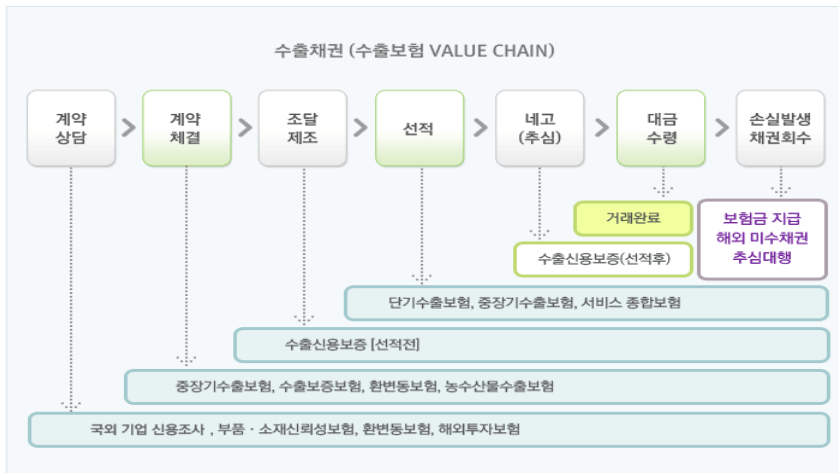 수출채권 (수출보험 VALUE CHAIN)
계약
상담
계약
체결
조달
제조
선적
네고
(추심)
대금
수령
손실발생
채권회수
거래완료
보험금 지급
해외 미수채권
추심대행
수출신용보증(선적후)
단기수출보험, 중장기수출보험, 서비스 종합보험
수출신용보증 [선적전]
중장기수출보험, 수출보증보험, 환변동보험, 농수산물수출보험
국외 기업 신용조사 , 부품 · 소재신뢰성보험, 환변동보험, 해외투자보험